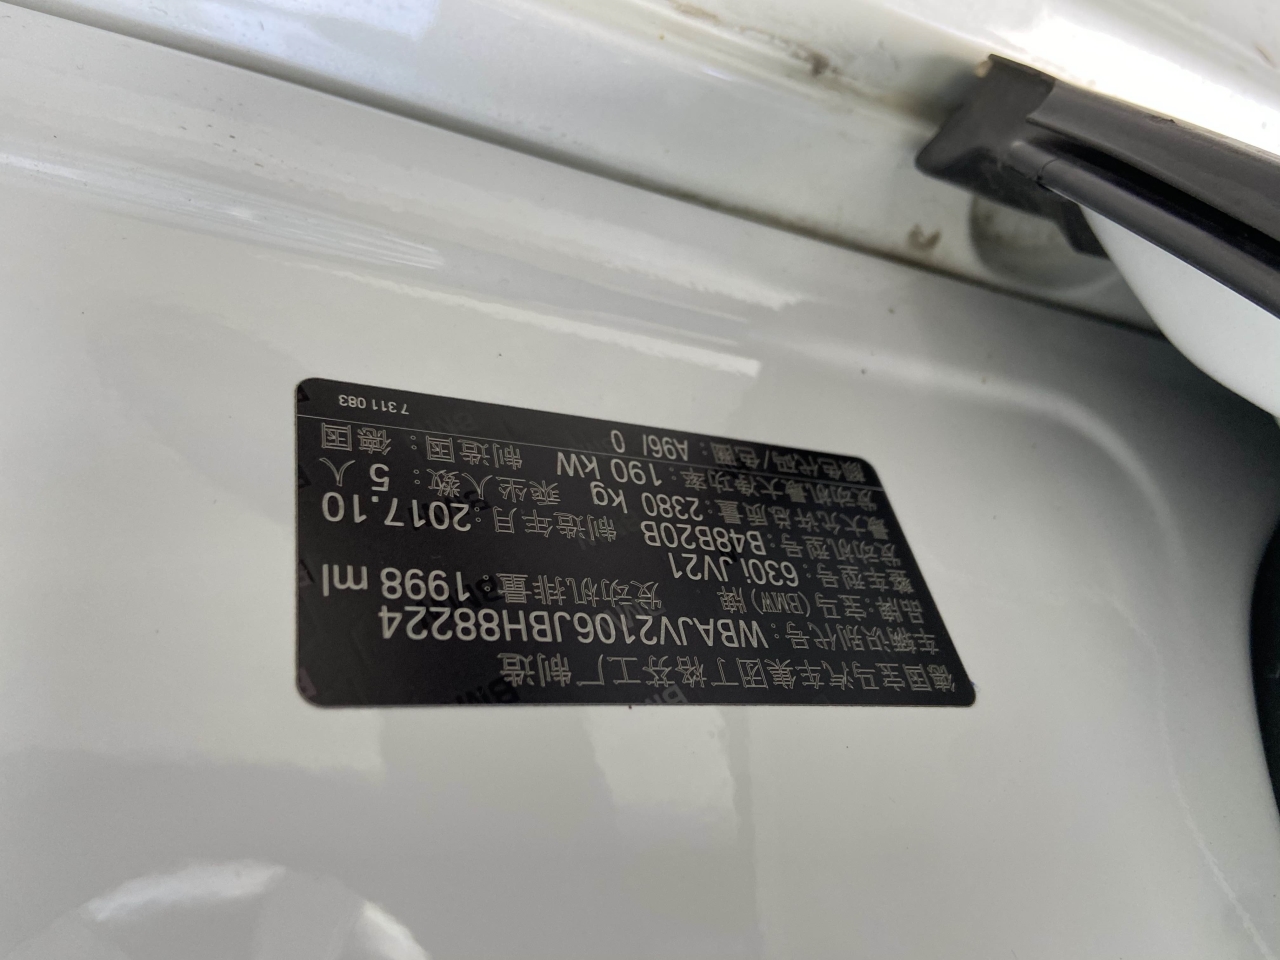 德国宝马汽车集团丁格芬工厂 制造
车辆识别代号：WBAJV2106JBH88224
品牌：宝马(BMW)牌 发动机排量：1998 ml
整车型号：630i JV21
发动机型号：B48B20B 制造年月：2017.10
最大允许总质量：2380 kg 乘坐人数：5 人
发动机最大净功率：190 kW 制造国：德国
颜色代码/色圈：A96/ 0
7 311 083